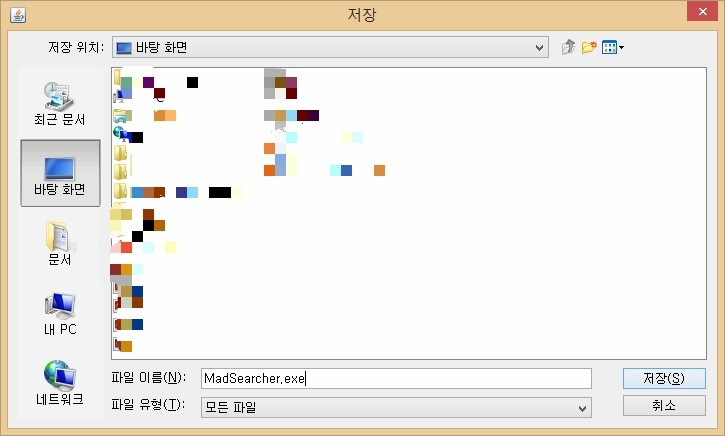 저장
저장 위치:
바탕 화면
최근 문서
바탕 화면
문서
내 PC
네트워크
파일 이름(N): MadSearcher.exe 저장(S)
파일 유형(T): 모든 파일 취소